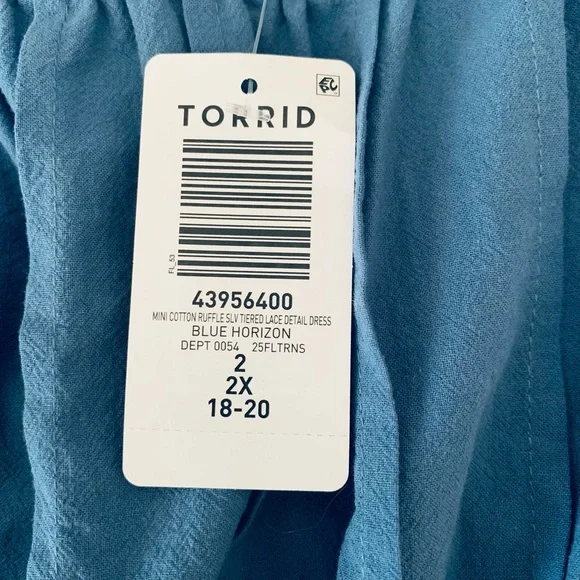 TORRID
FL_53
43956400
MINI COTTON RUFFLE SLV TIERED LACE DETAIL DRESS
BLUE HORIZON
DEPT 0054 25FLTRNS
2
2X
18-20